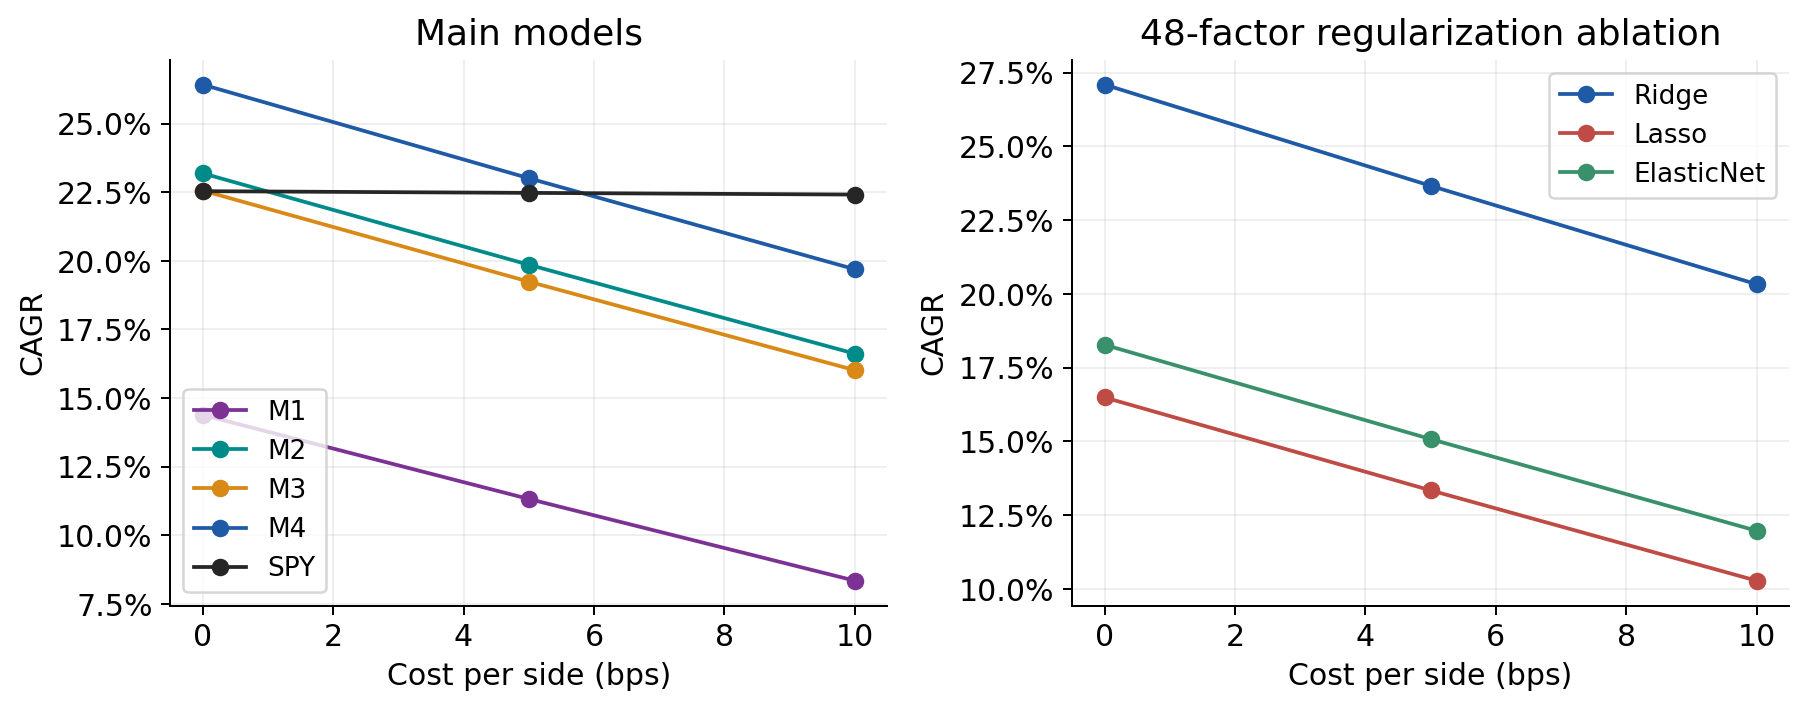 Main models
CAGR
25.0%
22.5%
20.0%
17.5%
15.0%
12.5%
10.0%
7.5%
M1
M2
M3
M4
SPY
0 2 4 6 8 10
Cost per side (bps)
48-factor regularization ablation
CAGR
27.5%
25.0%
22.5%
20.0%
17.5%
15.0%
12.5%
10.0%
Ridge
Lasso
ElasticNet
0 2 4 6 8 10
Cost per side (bps)